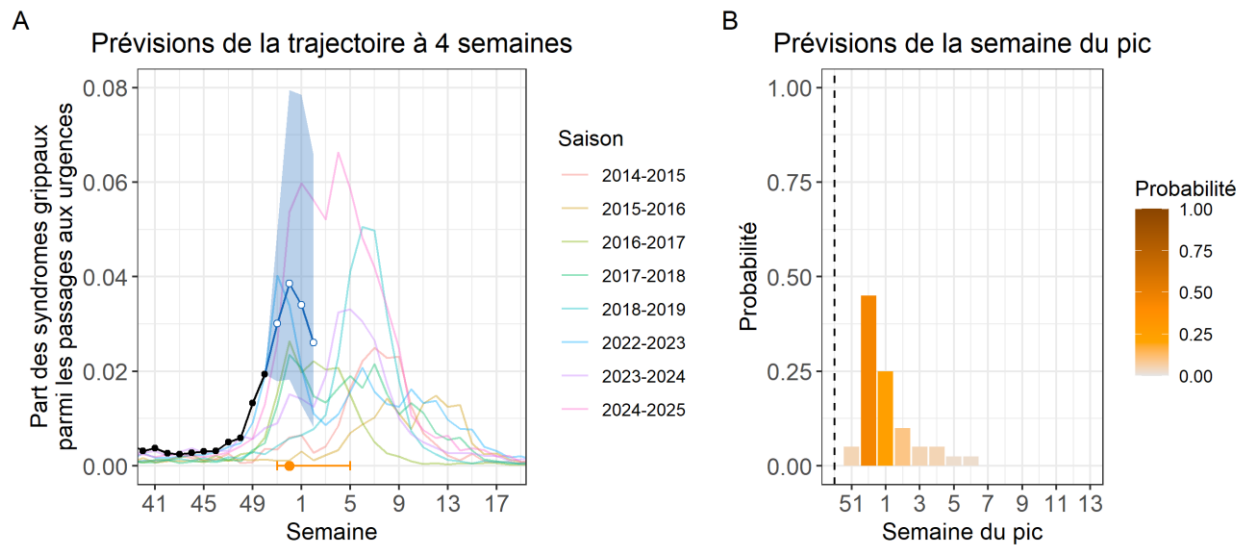 A
Prévisions de la trajectoire à 4 semaines
Part des syndromes grippaux
parmi les passages aux urgences
0.08
0.06
0.04
0.02
0.00
41 45 49 1 5 9 13 17
Semaine
Saison
2014-2015
2015-2016
2016-2017
2017-2018
2018-2019
2022-2023
2023-2024
2024-2025
B
Prévisions de la semaine du pic
Probabilité
1.00
0.75
0.50
0.25
0.00
51 1 3 5 7 9 11 13
Semaine du pic
Probabilité
1.00
0.75
0.50
0.25
0.00